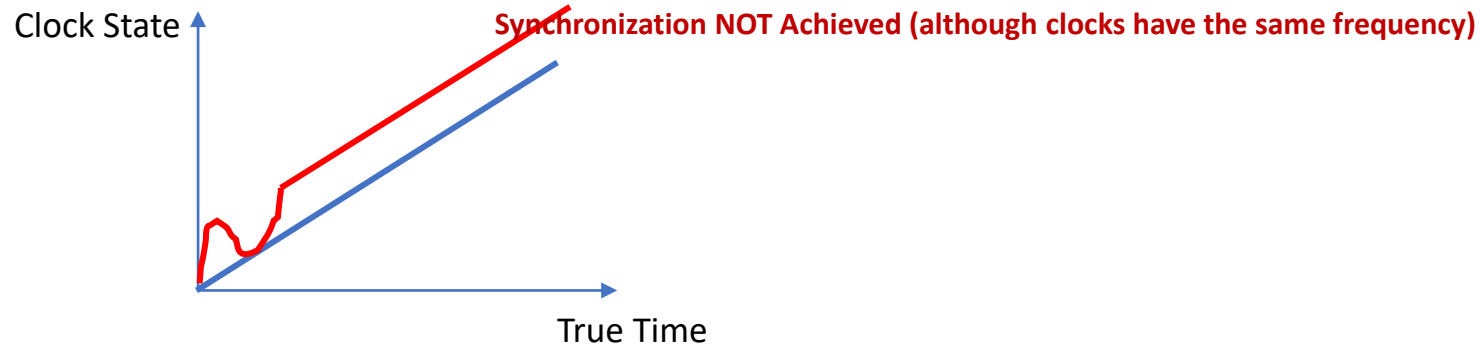 Clock State
Synchronization NOT Achieved (although clocks have the same frequency)
True Time